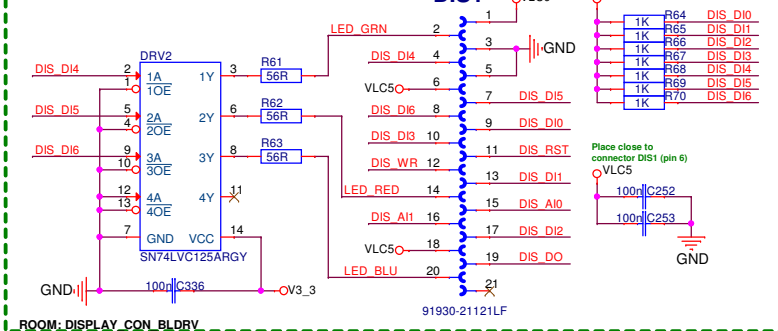 LED_GRN
DRV2
DIS_DI4
2
1
1A
1OE
1Y
3
R61
56R
DIS_DI5
5
4
2A
2OE
2Y
6
R62
56R
DIS_DI6
9
10
3A
3OE
3Y
8
R63
56R
12
13
4A
4OE
4Y
11
7
GND
VCC
14
SN74LVC125ARGY
GND
100n
C336
V3_3
LED_RED
LED_BLU
1
2
3
GND
DIS_DI4
4
5
VLC5
6
7
DIS_DI5
DIS_DI6
8
9
DIS_DI0
DIS_DI3
10
11
DIS_RST
DIS_WR
12
13
DIS_DI1
14
15
DIS_AI0
DIS_AI1
16
17
DIS_DI2
VLC5
18
19
DIS_DO
20
21
91930-21121LF
1K
R64
DIS_DI0
1K
R65
DIS_DI1
1K
R66
DIS_DI2
1K
R67
DIS_DI3
1K
R68
DIS_DI4
1K
R69
DIS_DI5
1K
R70
DIS_DI6
Place close to
connector DIS1 (pin 6)
VLC5
100n
C252
100n
C253
GND
ROOM: DISPLAY_CON_BLDRV